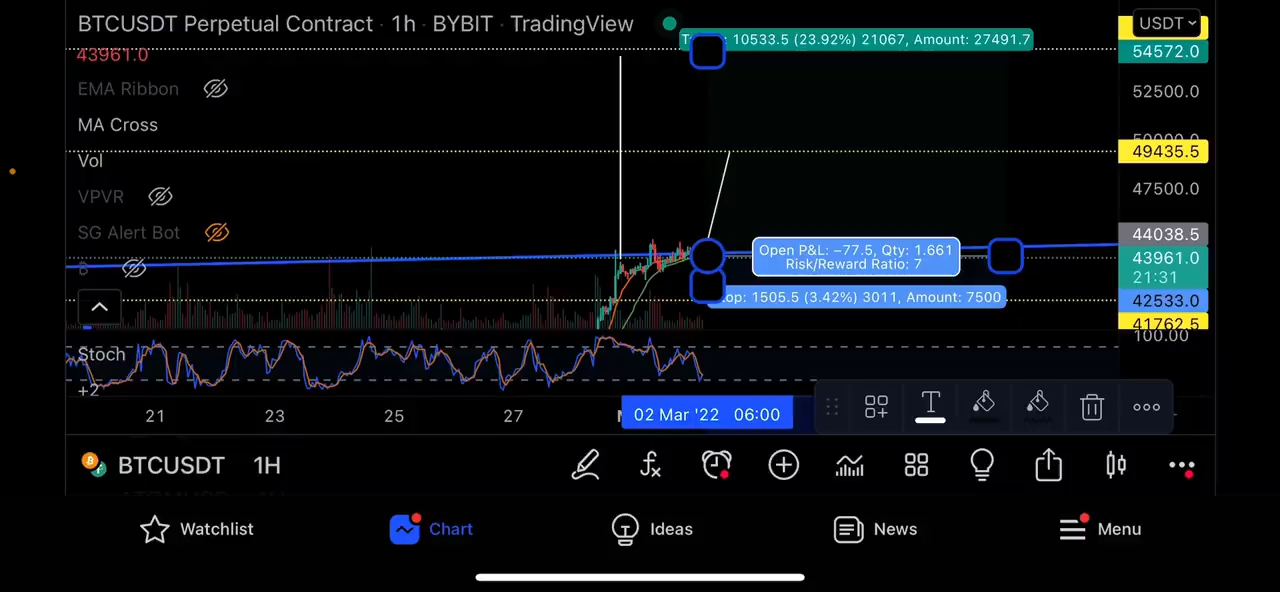 BTCUSDT Perpetual Contract · 1h · BYBIT · TradingView
USDT
10533.5 (23.92%) 21067, Amount: 27491.7
43961.0
54572.0
EMA Ribbon
52500.0
MA Cross
50000.0
49435.5
Vol
VPVR
47500.0
SG Alert Bot
44038.5
Open P&L: −77.5, Qty: 1.661
Risk/Reward Ratio: 7
43961.0
21:31
1505.5 (3.42%) 3011, Amount: 7500
42533.0
41762.5
100.00
Stoch
+2
21 23 25 27
02 Mar '22 06:00
BTCUSDT 1H
Watchlist Chart Ideas News Menu